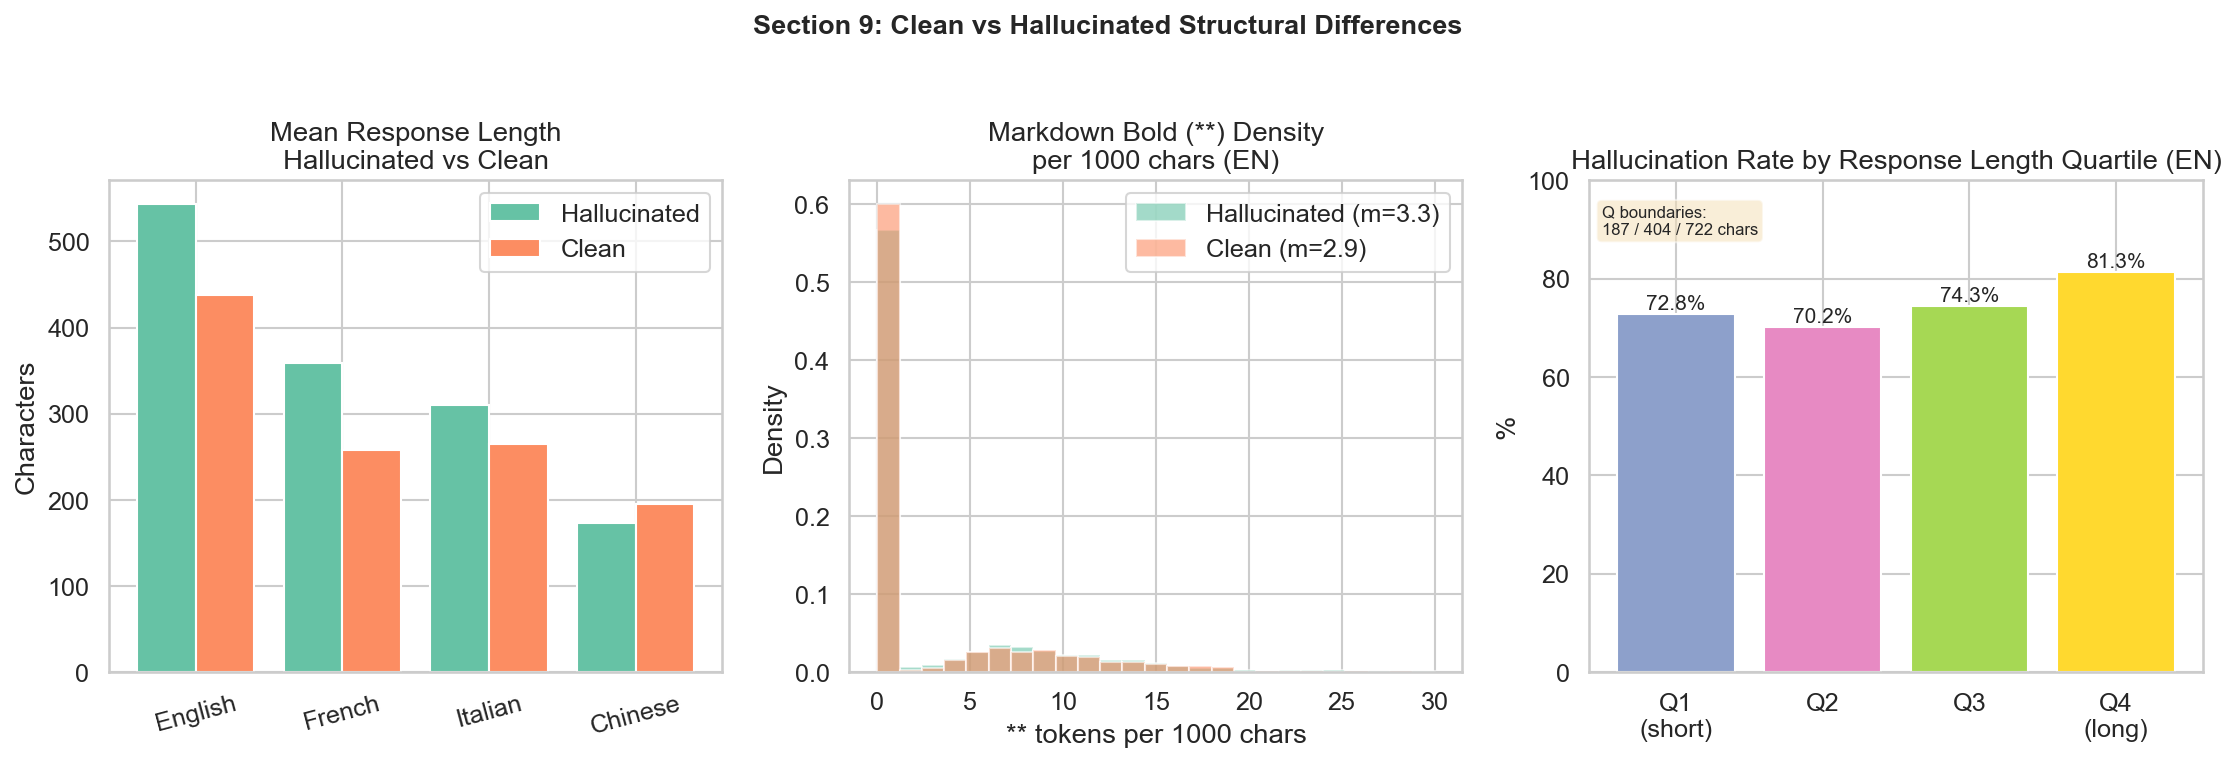 Section 9: Clean vs Hallucinated Structural Differences
Mean Response Length
Hallucinated vs Clean
Hallucinated
Clean
Characters
500
400
300
200
100
0
English
French
Italian
Chinese
Markdown Bold (**) Density
per 1000 chars (EN)
Hallucinated (m=3.3)
Clean (m=2.9)
Density
0.6
0.5
0.4
0.3
0.2
0.1
0.0
0 5 10 15 20 25 30
** tokens per 1000 chars
Hallucination Rate by Response Length Quartile (EN)
Q boundaries:
187 / 404 / 722 chars
%
100
80
60
40
20
0
72.8%
70.2%
74.3%
81.3%
Q1
(short)
Q2
Q3
Q4
(long)